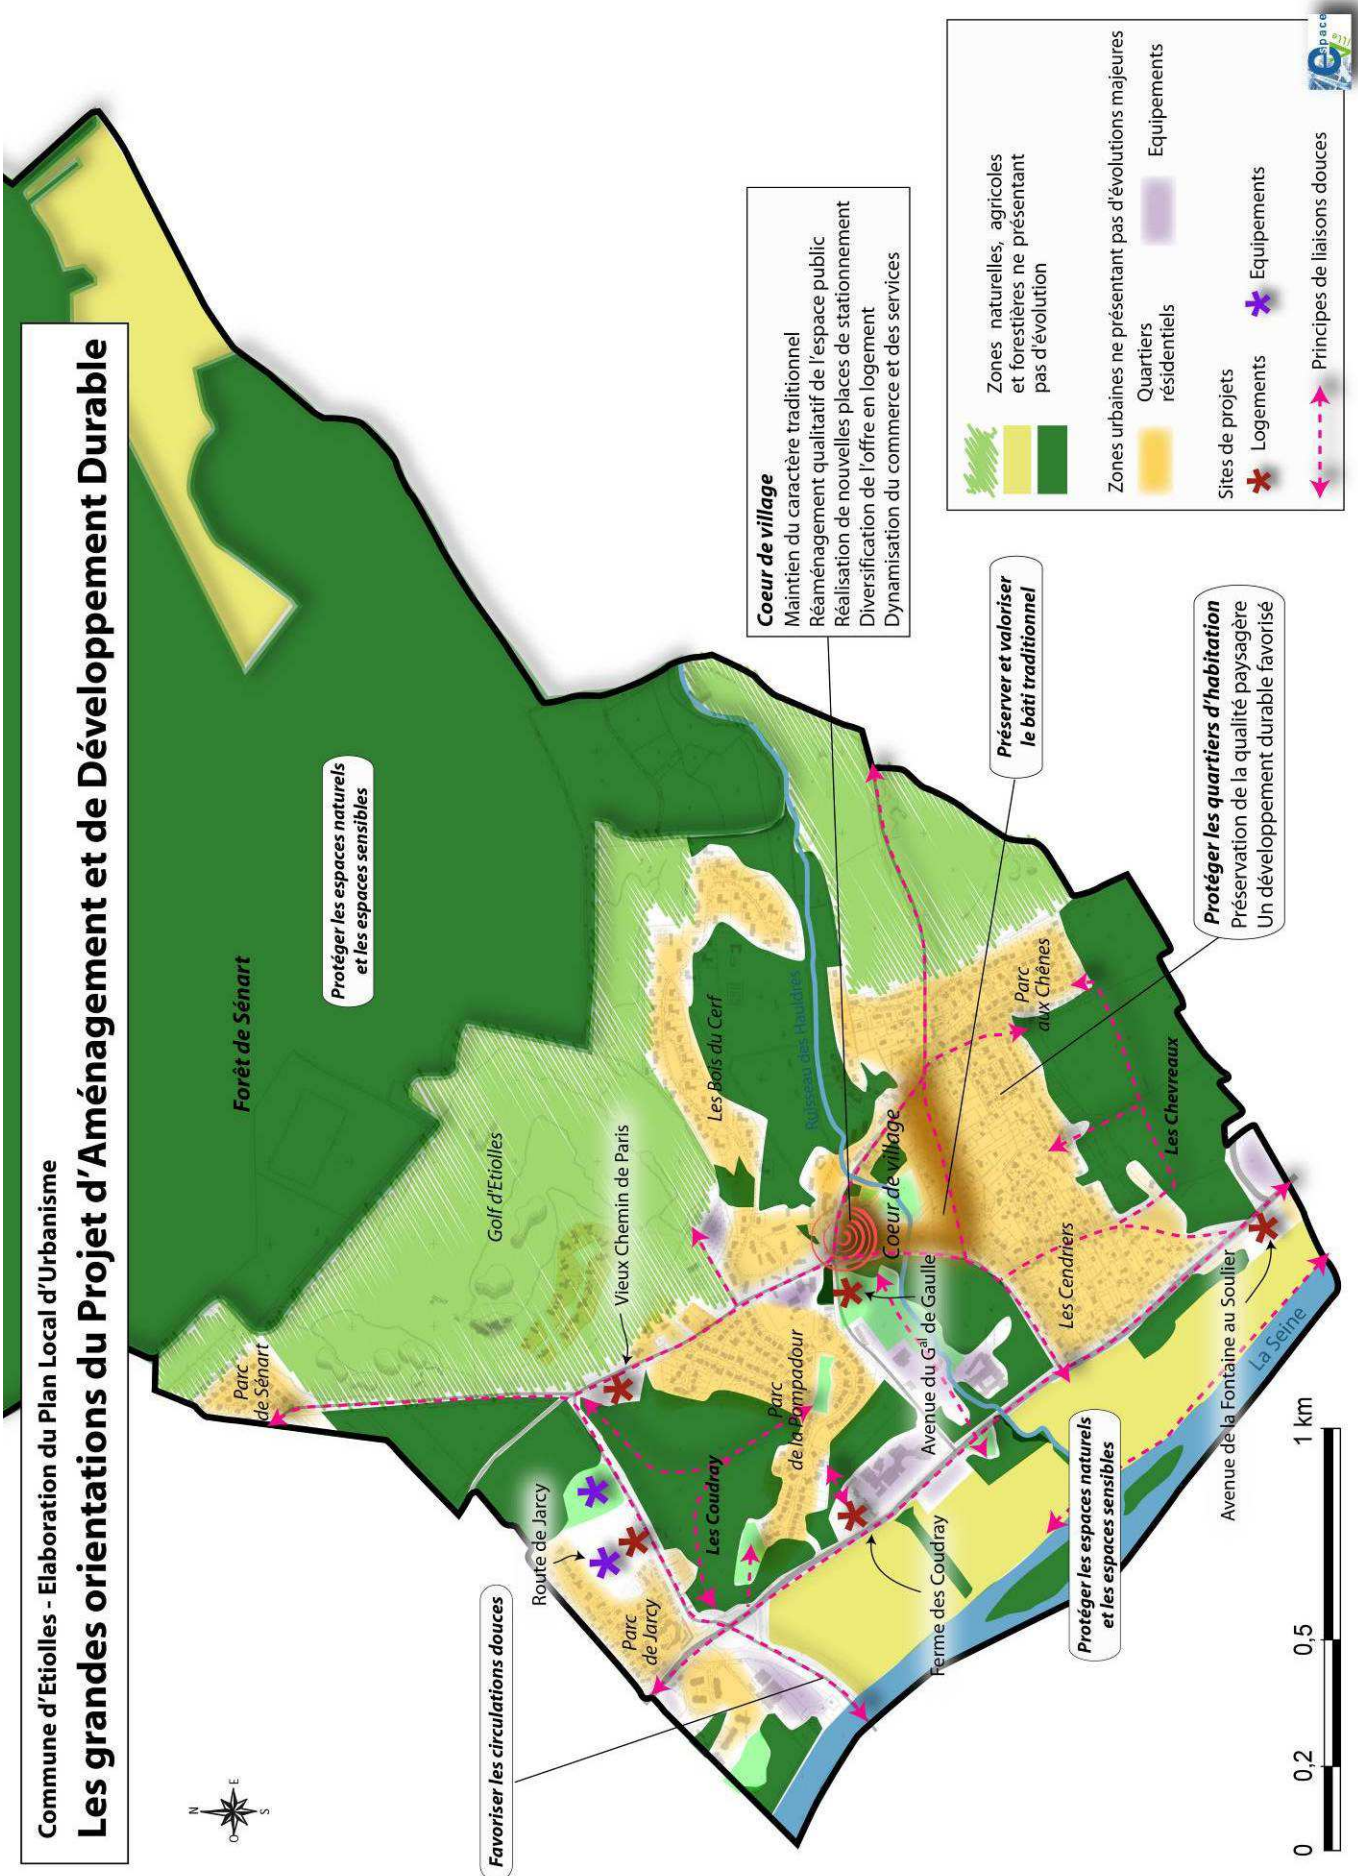 Commune d'Etiolles - Elaboration du Plan Local d'Urbanisme
Les grandes orientations du Projet d'Aménagement et de Développement Durable
N
O
E
S
Forêt de Sénart
Protéger les espaces naturels
et les espaces sensibles
Parc
de Sénart
Golf d'Etiolles
Vieux Chemin de Paris
Route de Jarcy
Favoriser les circulations douces
Parc
de Jarcy
Les Coudray
Parc
de la Pompadour
Les Bois du Cerf
Ruisseau des Hauldres
Coeur de village
Maintien du caractère traditionnel
Réaménagement qualitatif de l'espace public
Réalisation de nouvelles places de stationnement
Diversification de l'offre en logement
Dynamisation du commerce et des services
Coeur de village
Avenue du Gal de Gaulle
Ferme des Coudray
Préserver et valoriser
le bâti traditionnel
Parc
aux Chênes
Les Cendriers
Les Chevreaux
Protéger les quartiers d'habitation
Préservation de la qualité paysagère
Un développement durable favorisé
Protéger les espaces naturels
et les espaces sensibles
Avenue de la Fontaine au Soulier
La Seine
0
0,2
0,5
1 km
Zones naturelles, agricoles
et forestières ne présentant
pas d'évolution
Zones urbaines ne présentant pas d'évolutions majeures
Quartiers
résidentiels
Equipements
Sites de projets
Logements
Equipements
Principes de liaisons douces
espace
Ville